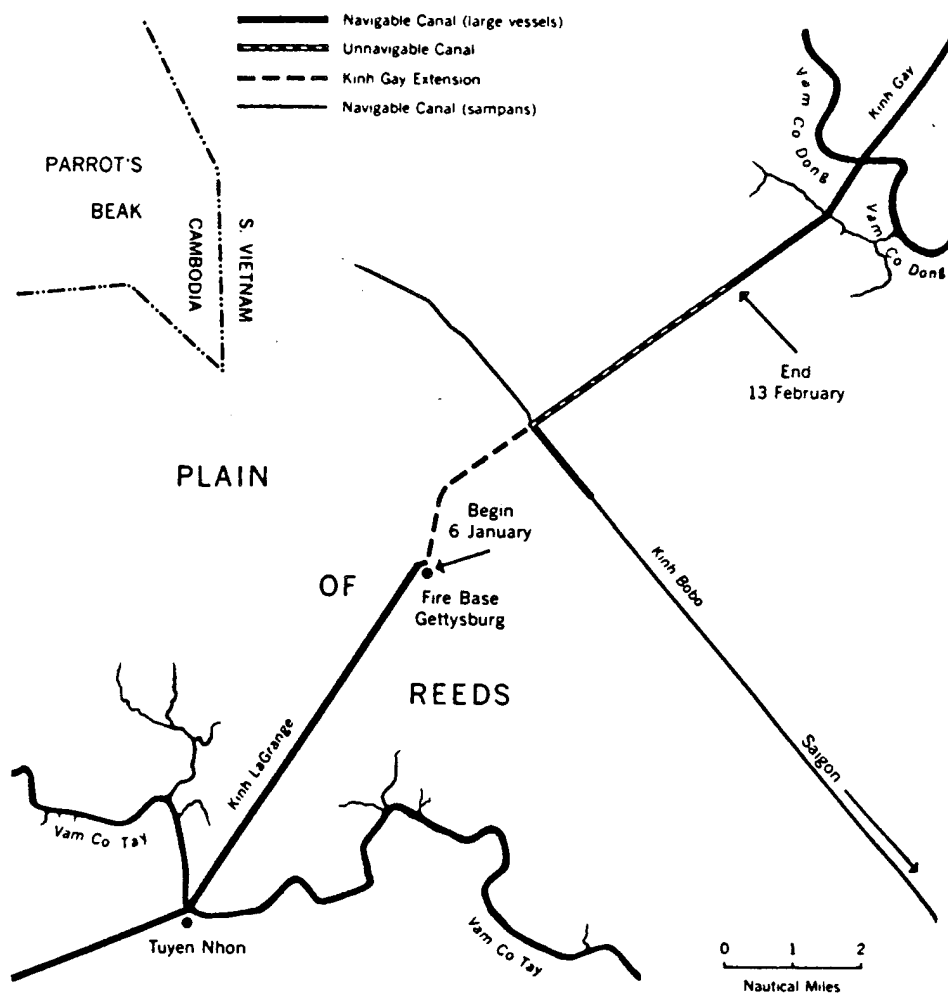 Navigable Canal (large vessels)
Unnavigable Canal
Kinh Gay Extension
Navigable Canal (sampans)
Kinh Gay
Vam Co Dong
Vam Co Dong
PARROT'S
BEAK
CAMBODIA
S. VIETNAM
End
13 February
PLAIN
Begin
6 January
OF
Fire Base
Gettysburg
Kinh Bobo
REEDS
Kinh LaGrange
Saigon
Vam Co Tay
Vam Co Tay
Tuyen Nhon
0 1 2
Nautical Miles